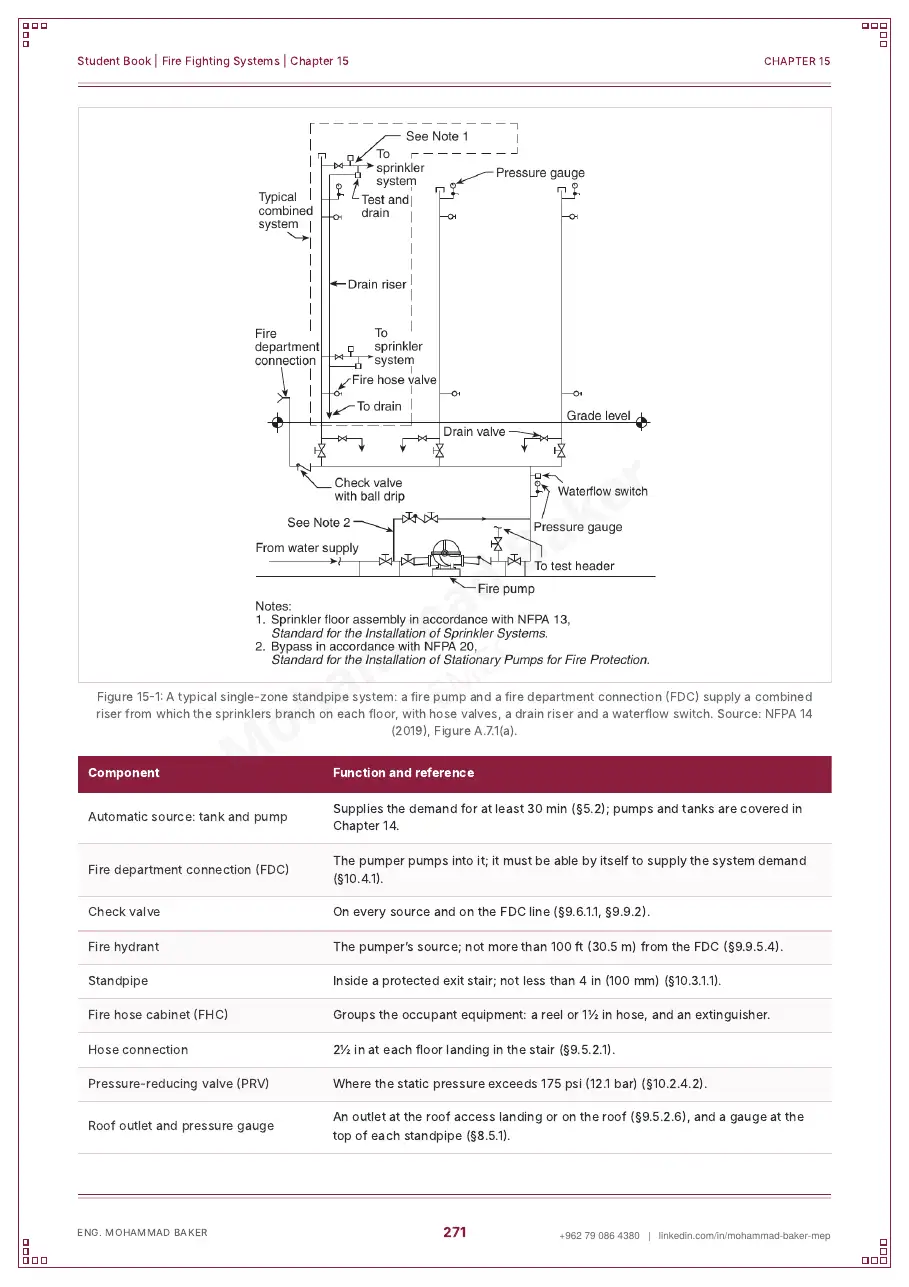 Student Book | Fire Fighting Systems | Chapter 15
CHAPTER 15
See Note 1
To
sprinkler
system
Pressure gauge
Typical
combined
system
Test and
drain
Drain riser
Fire
department
connection
To
sprinkler
system
Fire hose valve
To drain
Grade level
Drain valve
Check valve
with ball drip
Waterflow switch
See Note 2
Pressure gauge
From water supply
To test header
Fire pump
Notes:
1. Sprinkler floor assembly in accordance with NFPA 13,
Standard for the Installation of Sprinkler Systems.
2. Bypass in accordance with NFPA 20,
Standard for the Installation of Stationary Pumps for Fire Protection.
Mohammad Baker
Figure 15-1: A typical single-zone standpipe system: a fire pump and a fire department connection (FDC) supply a combined
riser from which the sprinklers branch on each floor, with hose valves, a drain riser and a waterflow switch. Source: NFPA 14
(2019), Figure A.7.1(a).
Component
Function and reference
Automatic source: tank and pump
Supplies the demand for at least 30 min (§5.2); pumps and tanks are covered in
Chapter 14.
Fire department connection (FDC)
The pumper pumps into it; it must be able by itself to supply the system demand
(§10.4.1).
Check valve
On every source and on the FDC line (§9.6.1.1, §9.9.2).
Fire hydrant
The pumper's source; not more than 100 ft (30.5 m) from the FDC (§9.9.5.4).
Standpipe
Inside a protected exit stair; not less than 4 in (100 mm) (§10.3.1.1).
Fire hose cabinet (FHC)
Groups the occupant equipment: a reel or 1½ in hose, and an extinguisher.
Hose connection
2½ in at each floor landing in the stair (§9.5.2.1).
Pressure-reducing valve (PRV)
Where the static pressure exceeds 175 psi (12.1 bar) (§10.2.4.2).
Roof outlet and pressure gauge
An outlet at the roof access landing or on the roof (§9.5.2.6), and a gauge at the
top of each standpipe (§8.5.1).
ENG. MOHAMMAD BAKER
271
+962 79 086 4380 | linkedin.com/in/mohammad-baker-mep